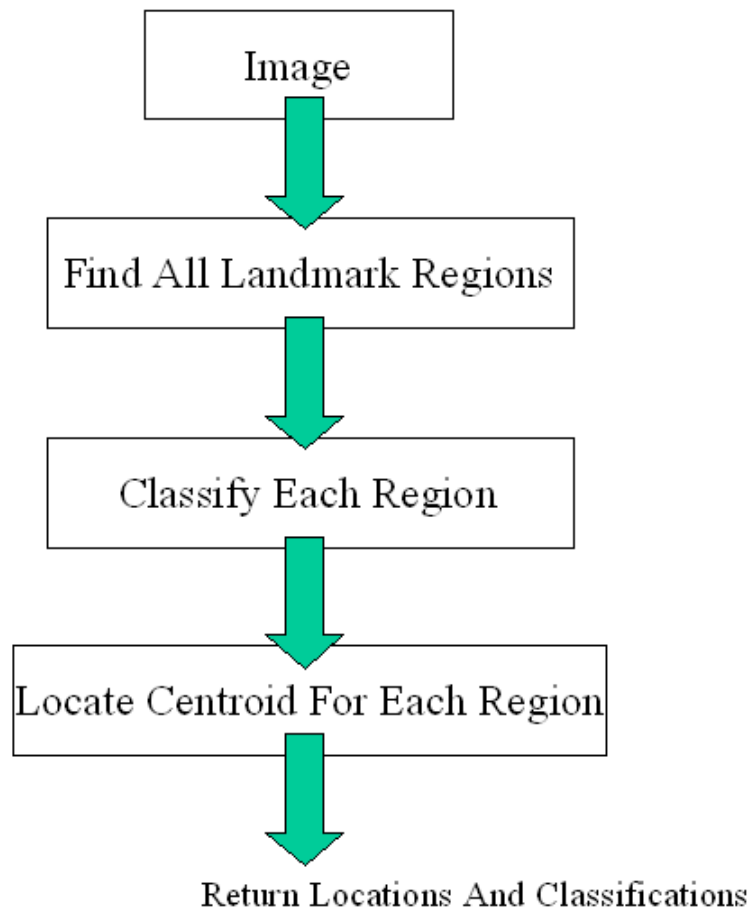 Image
Find All Landmark Regions
Classify Each Region
Locate Centroid For Each Region
Return Locations And Classifications